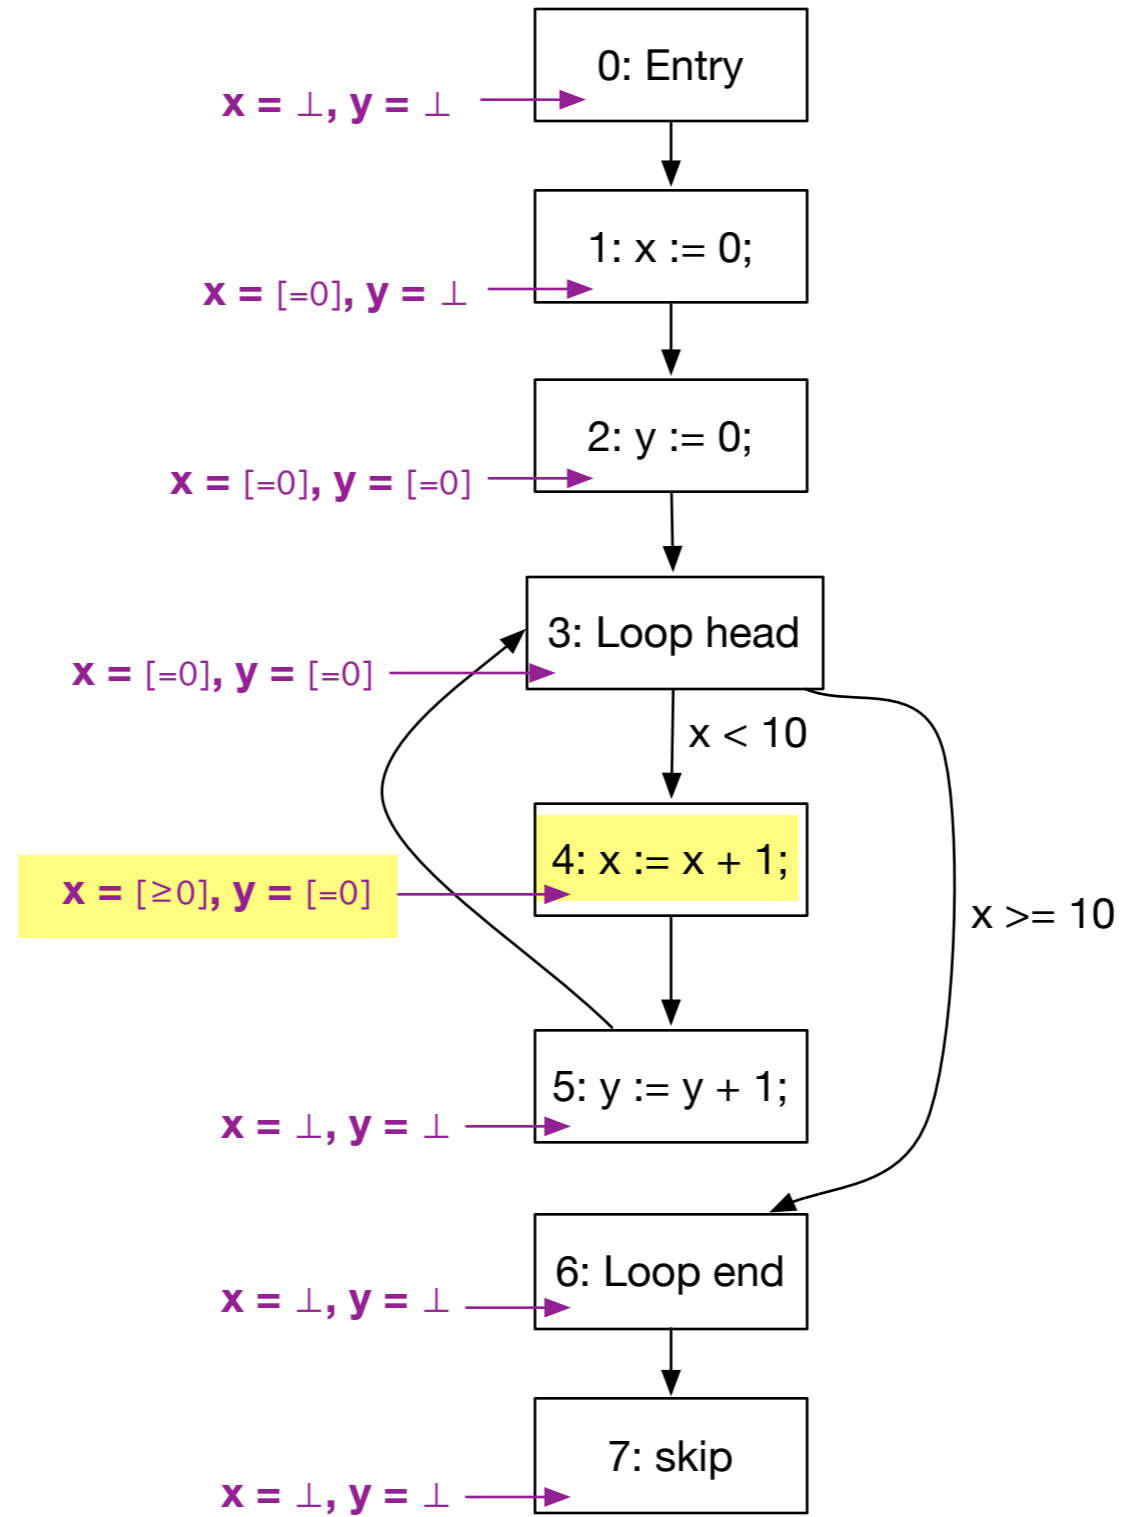 0: Entry
x = ⊥, y = ⊥
1: x := 0;
x = [=0], y = ⊥
2: y := 0;
x = [=0], y = [=0]
3: Loop head
x = [=0], y = [=0]
x < 10
4: x := x + 1;
x = [≥0], y = [=0]
x >= 10
5: y := y + 1;
x = ⊥, y = ⊥
6: Loop end
x = ⊥, y = ⊥
7: skip
x = ⊥, y = ⊥